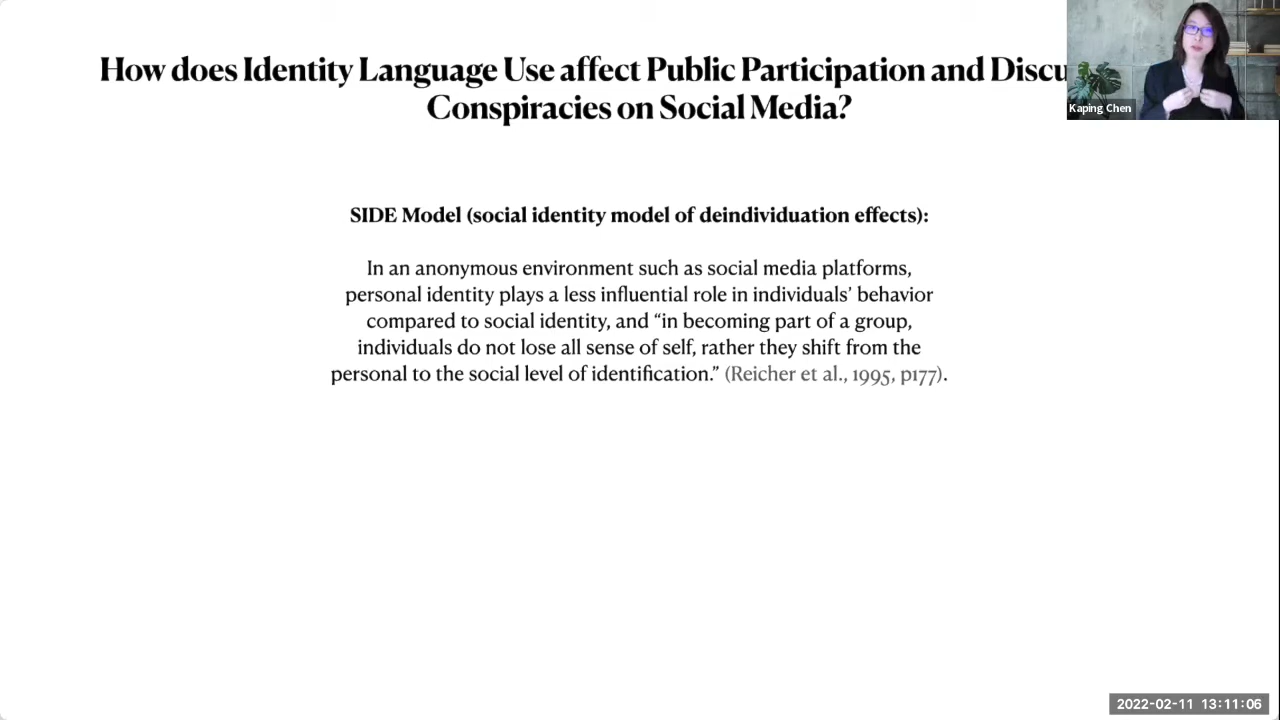 How does Identity Language Use affect Public Participation and
Conspiracies on Social Media?
Kaping Chen
SIDE Model (social identity model of deindividuation effects):
In an anonymous environment such as social media platforms,
personal identity plays a less influential role in individuals’ behavior
compared to social identity, and “in becoming part of a group,
individuals do not lose all sense of self, rather they shift from the
personal to the social level of identification.” (Reicher et al., 1995, p177).
2022-02-11 13:11:06